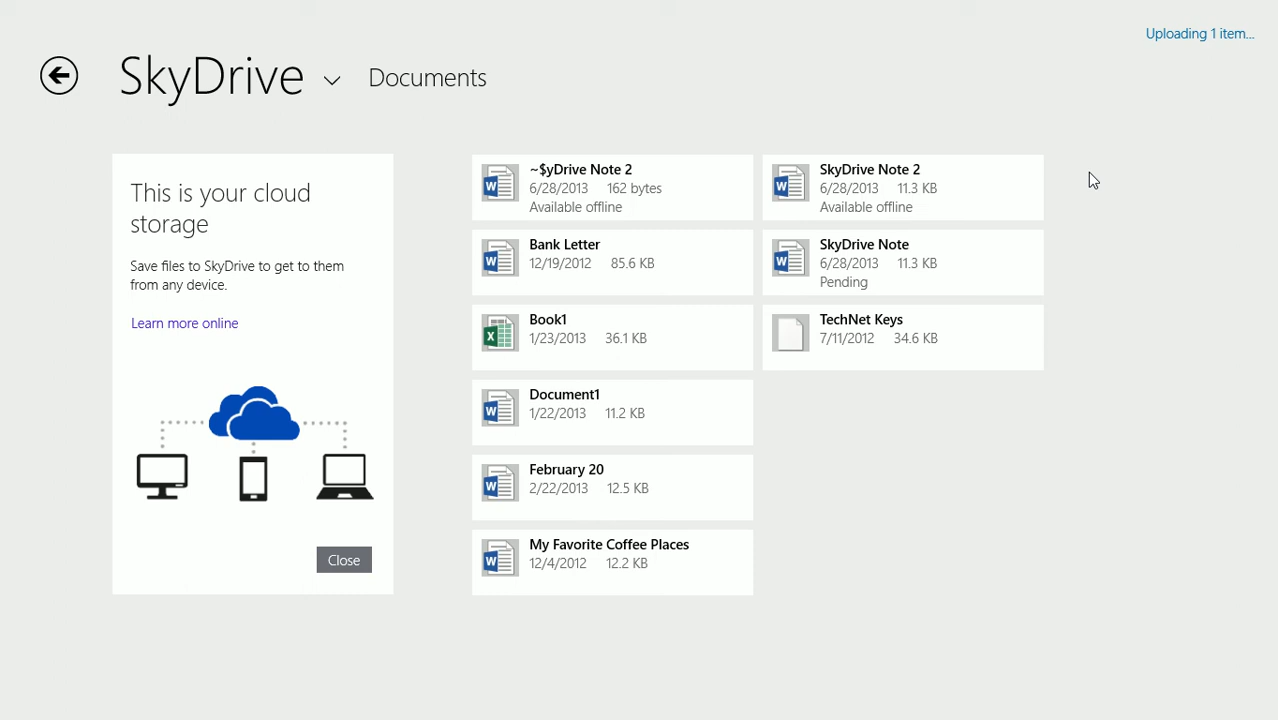 Uploading 1 item...
SkyDrive Documents
This is your cloud
storage
Save files to SkyDrive to get to them
from any device.
Learn more online
Close
~$yDrive Note 2
6/28/2013 162 bytes
Available offline
Bank Letter
12/19/2012 85.6 KB
Book1
1/23/2013 36.1 KB
Document1
1/22/2013 11.2 KB
February 20
2/22/2013 12.5 KB
My Favorite Coffee Places
12/4/2012 12.2 KB
SkyDrive Note 2
6/28/2013 11.3 KB
Available offline
SkyDrive Note
6/28/2013 11.3 KB
Pending
TechNet Keys
7/11/2012 34.6 KB